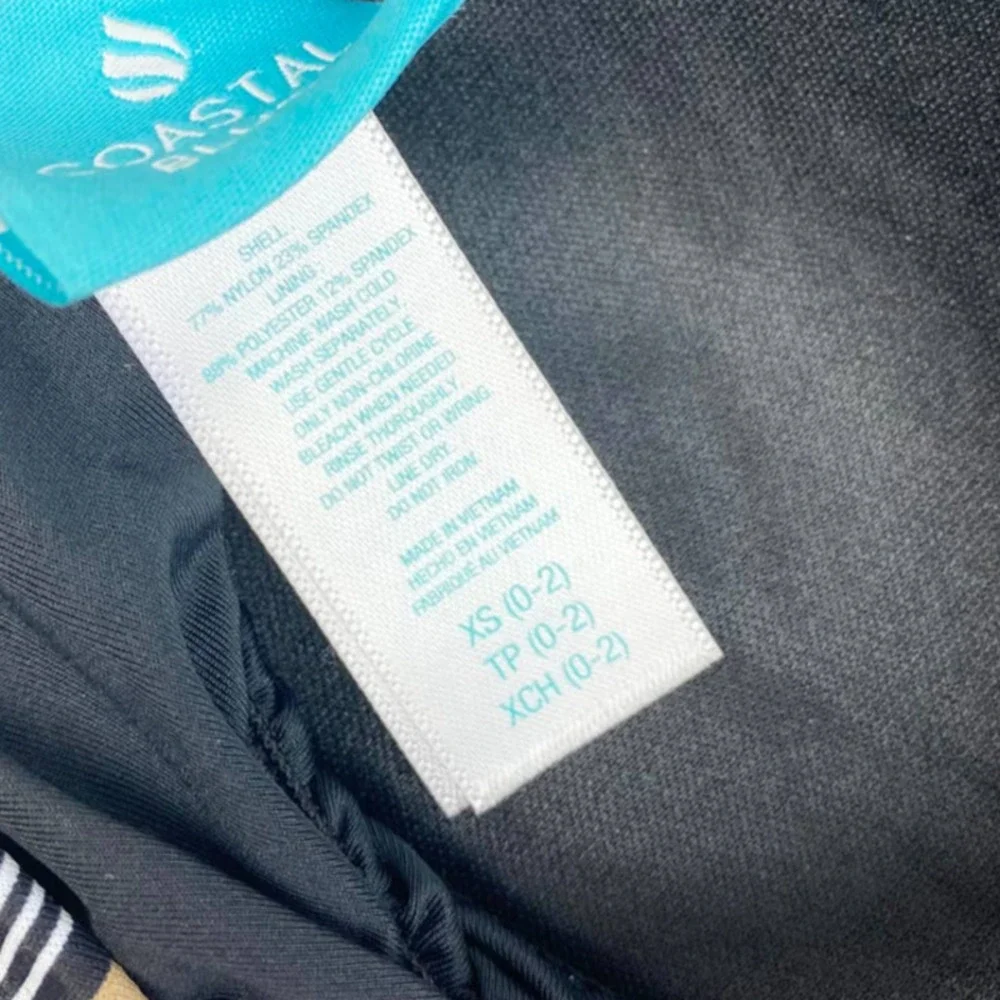 COASTAL
BLUE
SHELL
77% NYLON 23% SPANDEX
LINING
88% POLYESTER 12% SPANDEX
MACHINE WASH COLD
WASH SEPARATELY
USE GENTLE CYCLE
ONLY NON-CHLORINE
BLEACH WHEN NEEDED
RINSE THOROUGHLY
DO NOT TWIST OR WRING
LINE DRY
DO NOT IRON
MADE IN VIETNAM
HECHO EN VIETNAM
FABRIQUÉ AU VIETNAM
XS (0-2)
TP (0-2)
XCH (0-2)